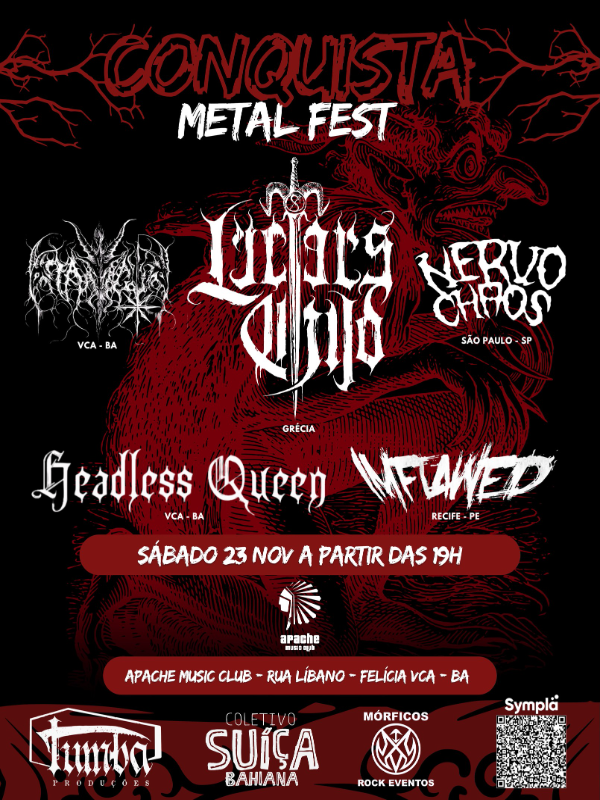 CONQUISTA
METAL FEST
LUCIFER'S
CHILD
NERVO
CHAOS
VCA - BA
SÃO PAULO - SP
GRÉCIA
Headless Queen
VCA - BA
RECIFE - PE
SÁBADO 23 NOV A PARTIR DAS 19H
apache
music club
APACHE MUSIC CLUB - RUA LÍBANO - FELÍCIA VCA - BA
Tumba
PRODUÇÕES
COLETIVO
SUÍÇA
BAHIANA
MÓRFICOS
ROCK EVENTOS
Sympla